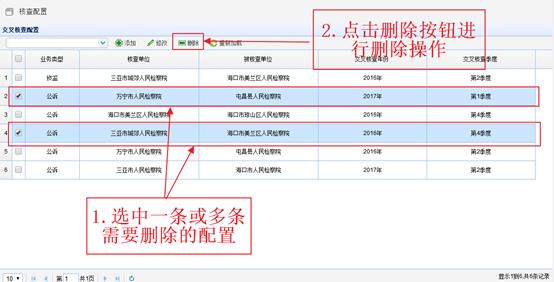 核查配置
交叉核查配置
添加 修改 删除 重新加载
2.点击删除按钮进
行删除操作
业务类型 核查单位 被核查单位 交叉核查年份 交叉核查季度
1 侦监 三亚市城郊人民检察院 海口市美兰区人民检察院 2016年 第2季度
2 公诉 万宁市人民检察院 屯昌县人民检察院 2017年 第1季度
3 公诉 海口市美兰区人民检察院 海口市琼山区人民检察院 2016年 第4季度
4 公诉 三亚市城郊人民检察院 海口市美兰区人民检察院 2016年 第4季度
5 公诉 万宁市人民检察院 屯昌县人民检察院 2016年 第2季度
6 公诉 三亚市人民检察院 海口市人民检察院 2017年 第2季度
1.选中一条或多条
需要删除的配置
10 第 1 共1页 显示1到6,共6条记录